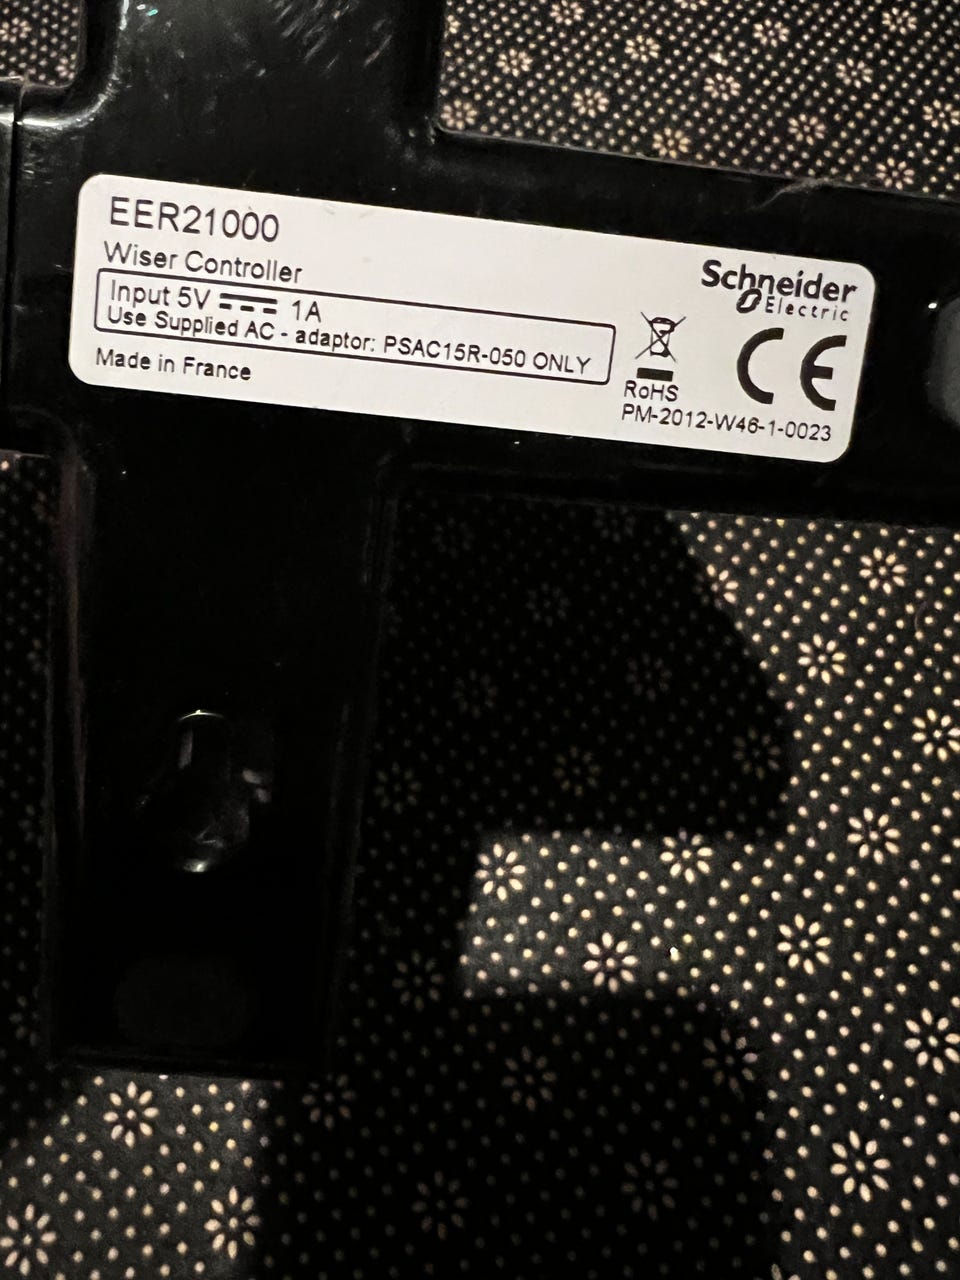 EER21000
Wiser Controller
Input 5V 1A
Use Supplied AC - adaptor: PSAC15R-050 ONLY
Made in France
Schneider
Electric
CE
RoHS
PM-2012-W46-1-0023